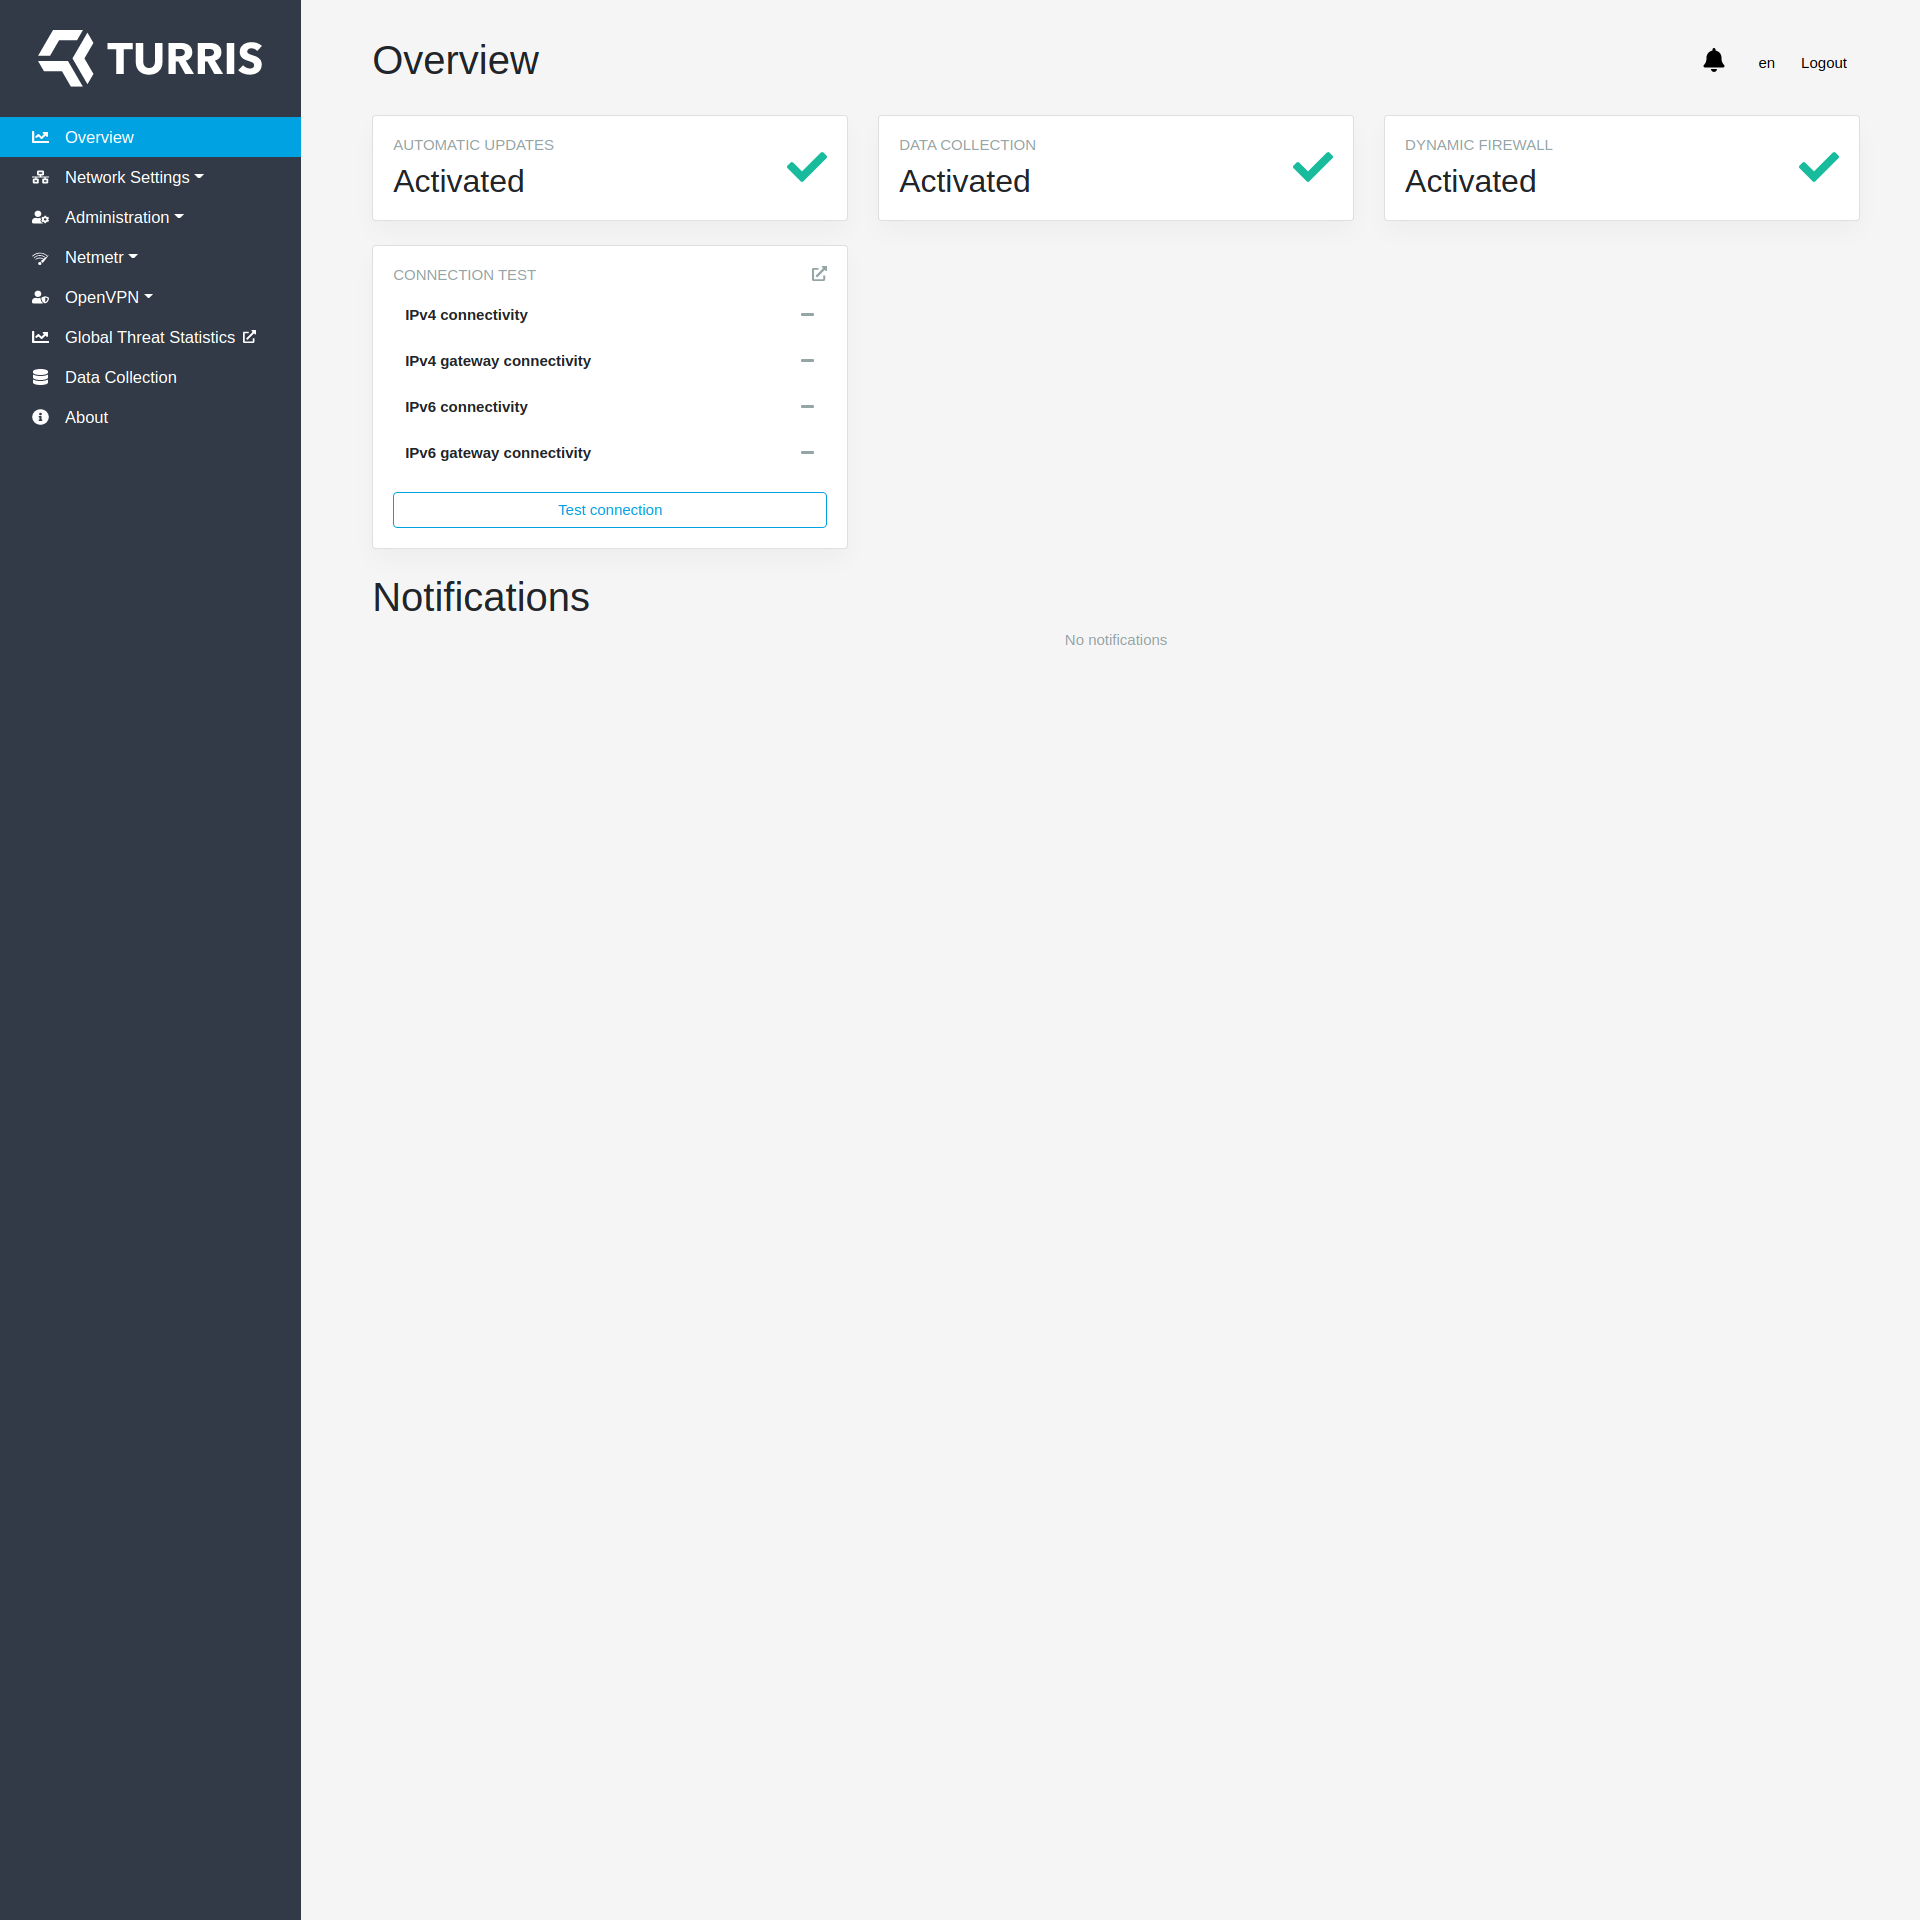 TURRIS
Overview
Network Settings
Administration
Netmetr
OpenVPN
Global Threat Statistics
Data Collection
About
Overview
en Logout
AUTOMATIC UPDATES
Activated
DATA COLLECTION
Activated
DYNAMIC FIREWALL
Activated
CONNECTION TEST
IPv4 connectivity
IPv4 gateway connectivity
IPv6 connectivity
IPv6 gateway connectivity
Test connection
Notifications
No notifications